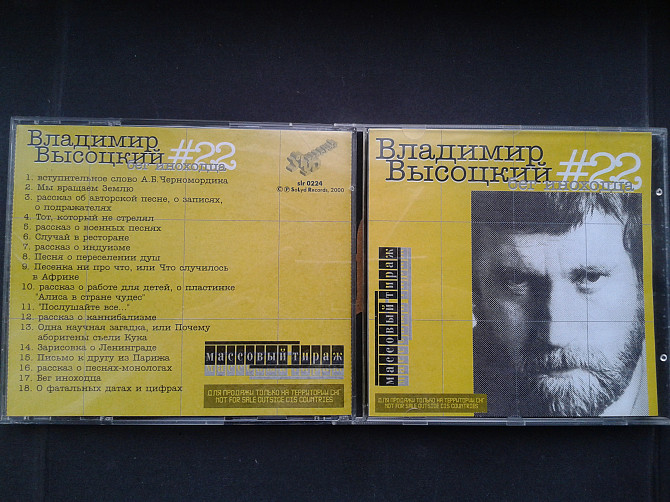 Владимир
Высоцкий #22
бег иноходца
1. вступительное слово А.Б.Черномордика
2. Мы вращаем Землю
3. рассказ об авторской песне, о записях,
о подражателях
4. Тот, который не стрелял
5. рассказ о военных песнях
6. Случай в ресторане
7. рассказ о индуизме
8. Песня о переселении душ
9. Песенка ни про что, или Что случилось
в Африке
10. рассказ о работе для детей, о пластинке
"Алиса в стране чудес"
11. "Послушайте все..."
12. рассказ о каннибализме
13. Одна научная загадка, или Почему
аборигены съели Кука
14. Зарисовка о Ленинграде
15. Письмо к другу из Парижа
16. рассказ о песнях-монологах
17. Бег иноходца
18. О фатальных датах и цифрах
slr 0224
© ℗ Solyd Records, 2000
массовый тираж
ДЛЯ ПРОДАЖИ ТОЛЬКО НА ТЕРРИТОРИИ СНГ
NOT FOR SALE OUTSIDE CIS COUNTRIES
Владимир
Высоцкий #22
бег иноходца
массовый тираж
ДЛЯ ПРОДАЖИ ТОЛЬКО НА ТЕРРИТОРИИ СНГ
NOT FOR SALE OUTSIDE CIS COUNTRIES